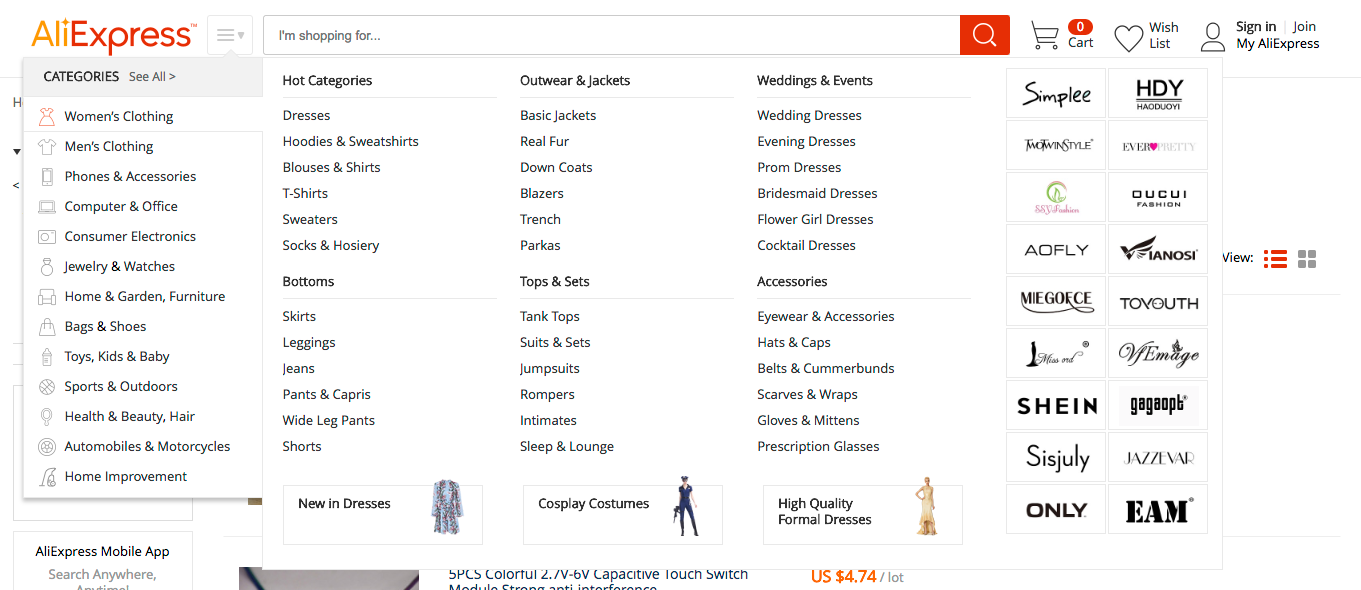 AliExpress™
I'm shopping for...
0
Cart
Wish
List
Sign in | Join
My AliExpress
CATEGORIES See All >
Women's Clothing
Men's Clothing
Phones & Accessories
Computer & Office
Consumer Electronics
Jewelry & Watches
Home & Garden, Furniture
Bags & Shoes
Toys, Kids & Baby
Sports & Outdoors
Health & Beauty, Hair
Automobiles & Motorcycles
Home Improvement
Hot Categories
Dresses
Hoodies & Sweatshirts
Blouses & Shirts
T-Shirts
Sweaters
Socks & Hosiery
Outwear & Jackets
Basic Jackets
Real Fur
Down Coats
Blazers
Trench
Parkas
Weddings & Events
Wedding Dresses
Evening Dresses
Prom Dresses
Bridesmaid Dresses
Flower Girl Dresses
Cocktail Dresses
Bottoms
Skirts
Leggings
Jeans
Pants & Capris
Wide Leg Pants
Shorts
Tops & Sets
Tank Tops
Suits & Sets
Jumpsuits
Rompers
Intimates
Sleep & Lounge
Accessories
Eyewear & Accessories
Hats & Caps
Belts & Cummerbunds
Scarves & Wraps
Gloves & Mittens
Prescription Glasses
New in Dresses
Cosplay Costumes
High Quality
Formal Dresses
Simplee
HDY
HAODUOYI
TWOTWINSTYLE®
EVER PRETTY
SSYFashion
OUCUI
FASHION
AOFLY
VIANOSI
MIEGOFCE
TOYOUTH
Miss ord®
VfEmage
SHEIN
gagaopt®
Sisjuly
JAZZEVAR
ONLY
EAM®
View:
<
AliExpress Mobile App
Search Anywhere,
Anytime!
5PCS Colorful 2.7V-6V Capacitive Touch Switch
Module Strong anti-interference
US $4.74 / lot